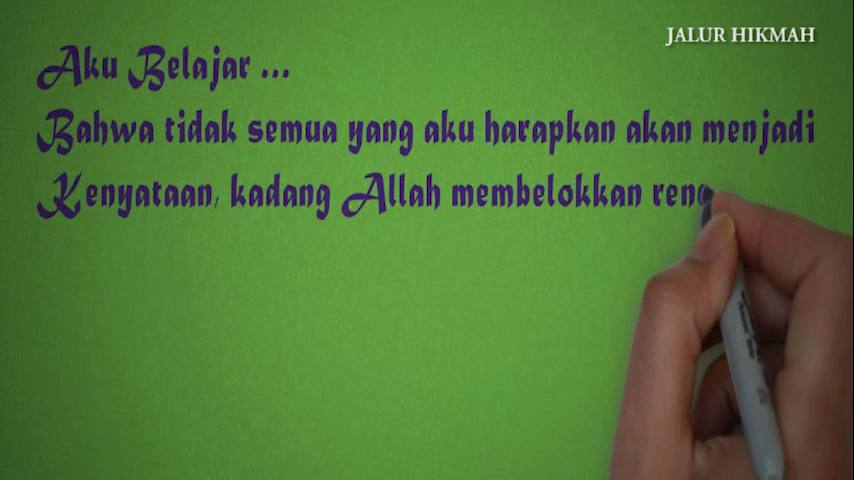 JALUR HIKMAH
Aku Belajar ...
Bahwa tidak semua yang aku harapkan akan menjadi
Kenyataan, kadang Allah membelokkan